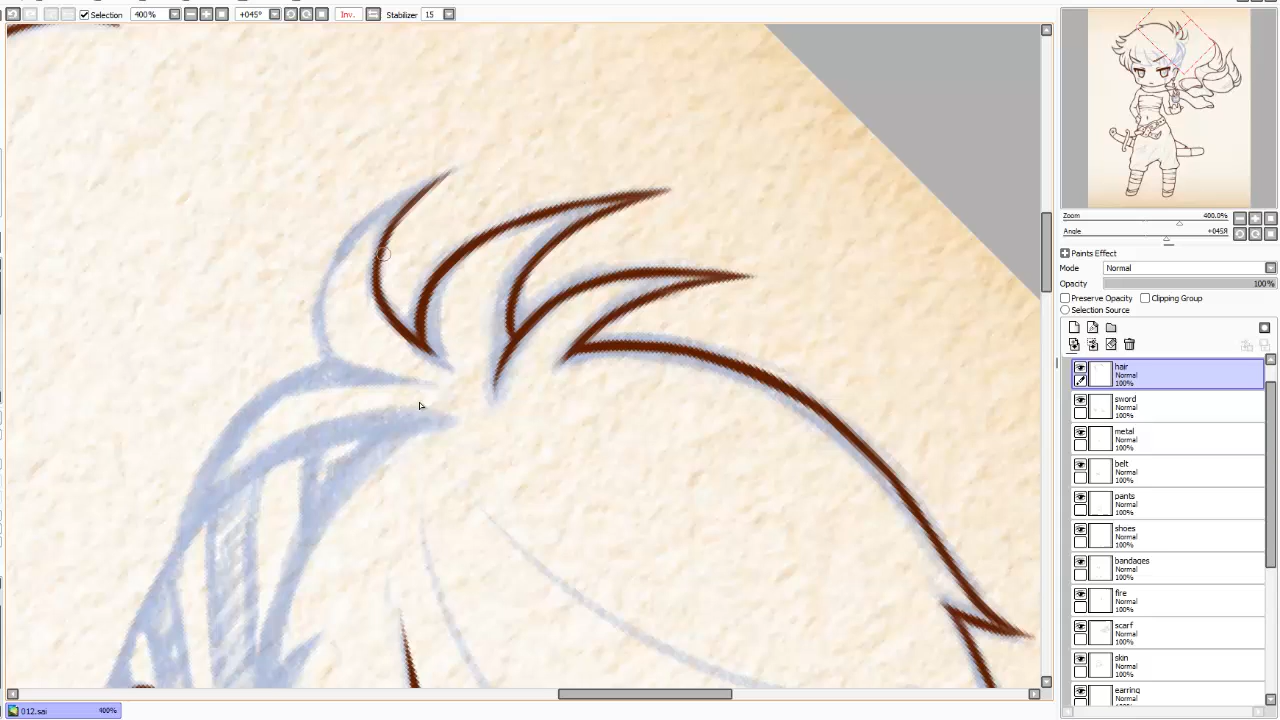 Selection 400% +045° Inv. Stabilizer 15
Zoom 400.0%
Angle +045Я
Paints Effect
Mode Normal
Opacity 100%
Preserve Opacity Clipping Group
Selection Source
hair
Normal
100%
sword
Normal
100%
metal
Normal
100%
belt
Normal
100%
pants
Normal
100%
shoes
Normal
100%
bandages
Normal
100%
fire
Normal
100%
scarf
Normal
100%
skin
Normal
100%
earring
Normal
012.sai 400%